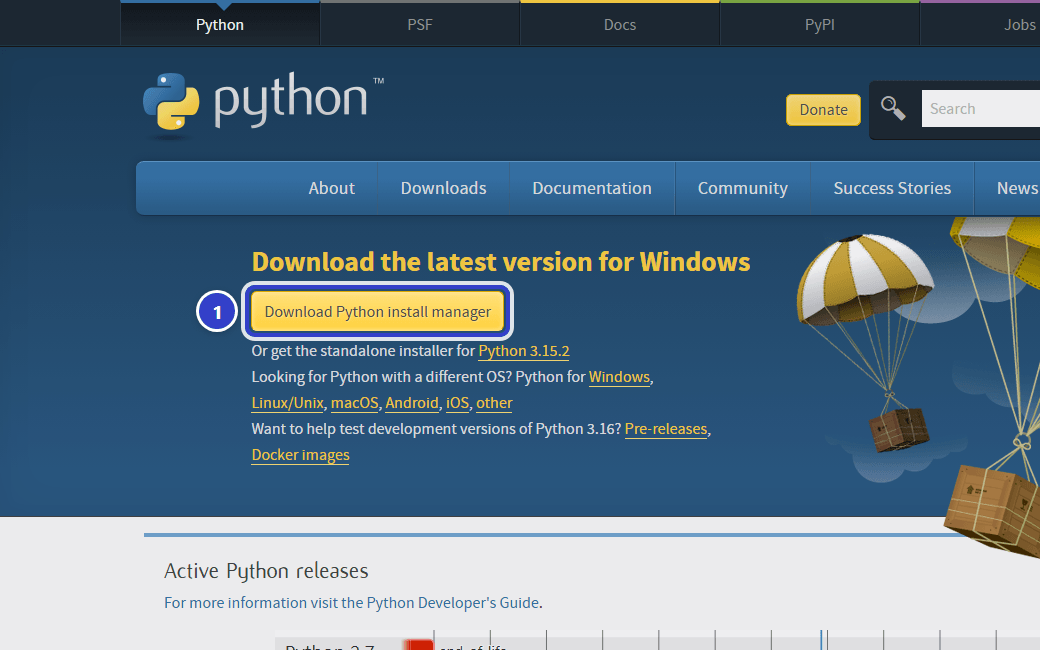 Python PSF Docs PyPI Jobs
python™
Donate Search
About Downloads Documentation Community Success Stories News
Download the latest version for Windows
1 Download Python install manager
Or get the standalone installer for Python 3.15.2
Looking for Python with a different OS? Python for Windows,
Linux/Unix, macOS, Android, iOS, other
Want to help test development versions of Python 3.16? Pre-releases,
Docker images
Active Python releases
For more information visit the Python Developer's Guide.